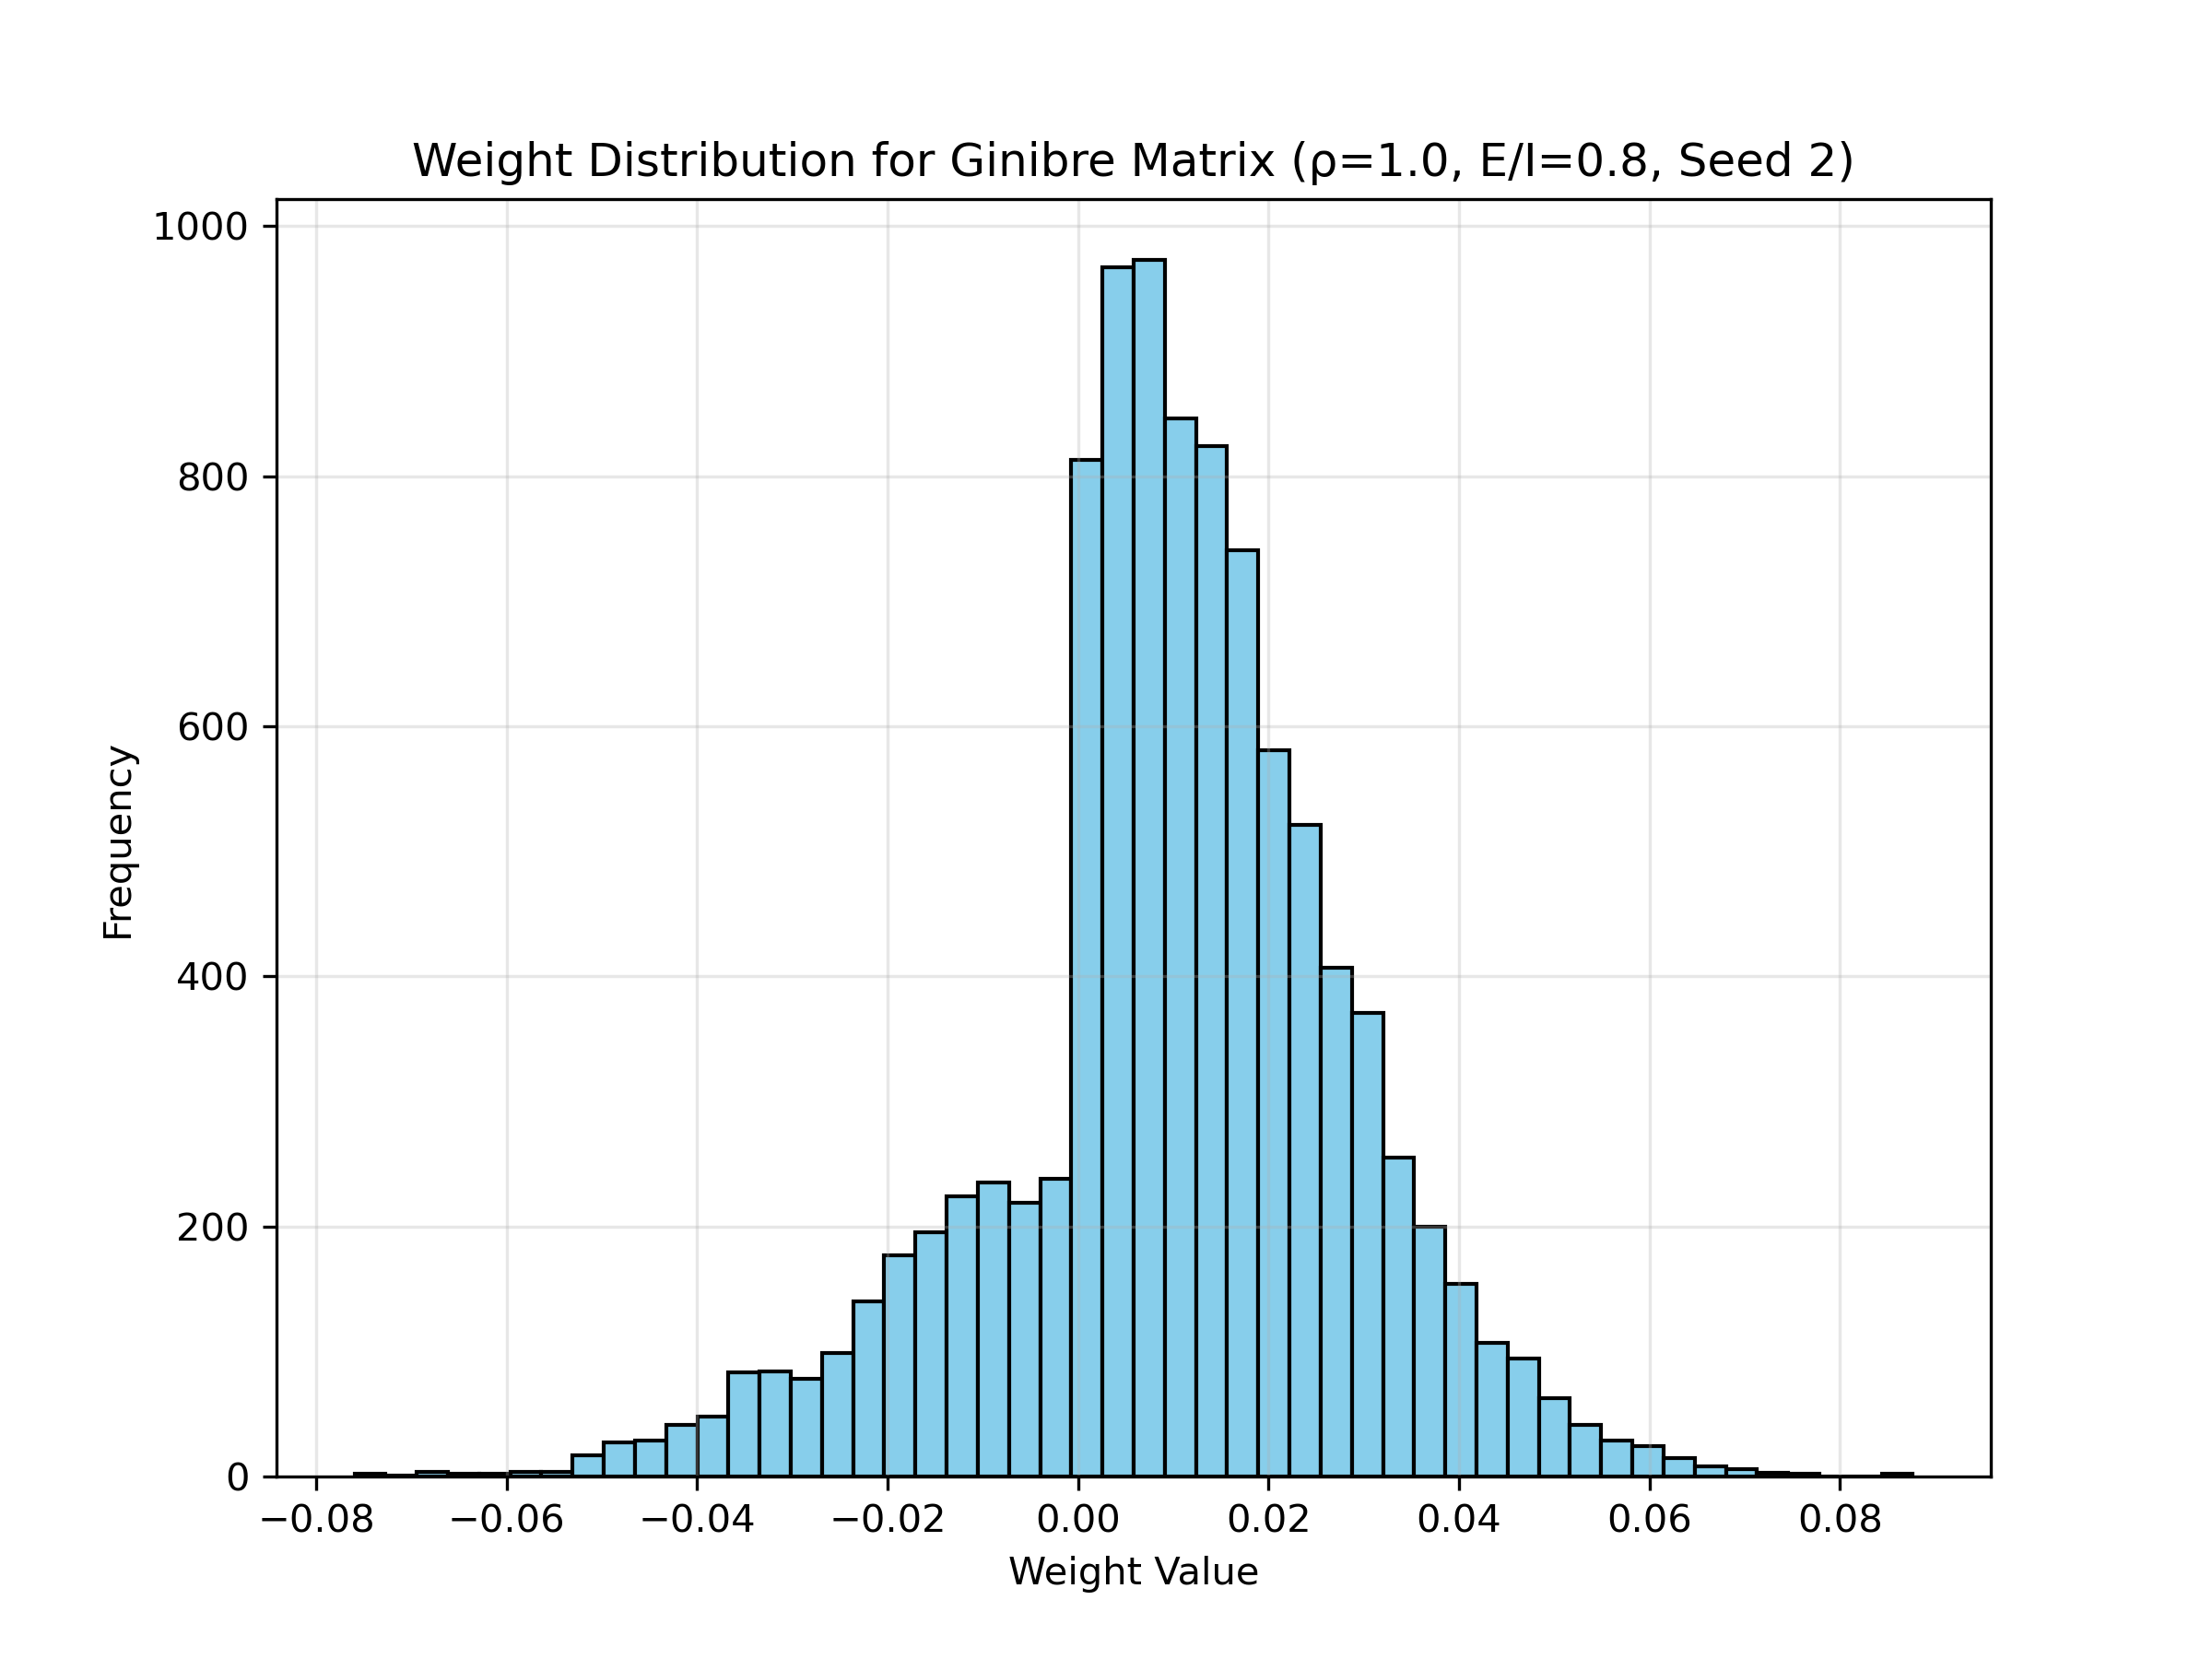 Weight Distribution for Ginibre Matrix (ρ=1.0, E/I=0.8, Seed 2)
1000
800
600
400
200
0
Frequency
−0.08 −0.06 −0.04 −0.02 0.00 0.02 0.04 0.06 0.08
Weight Value